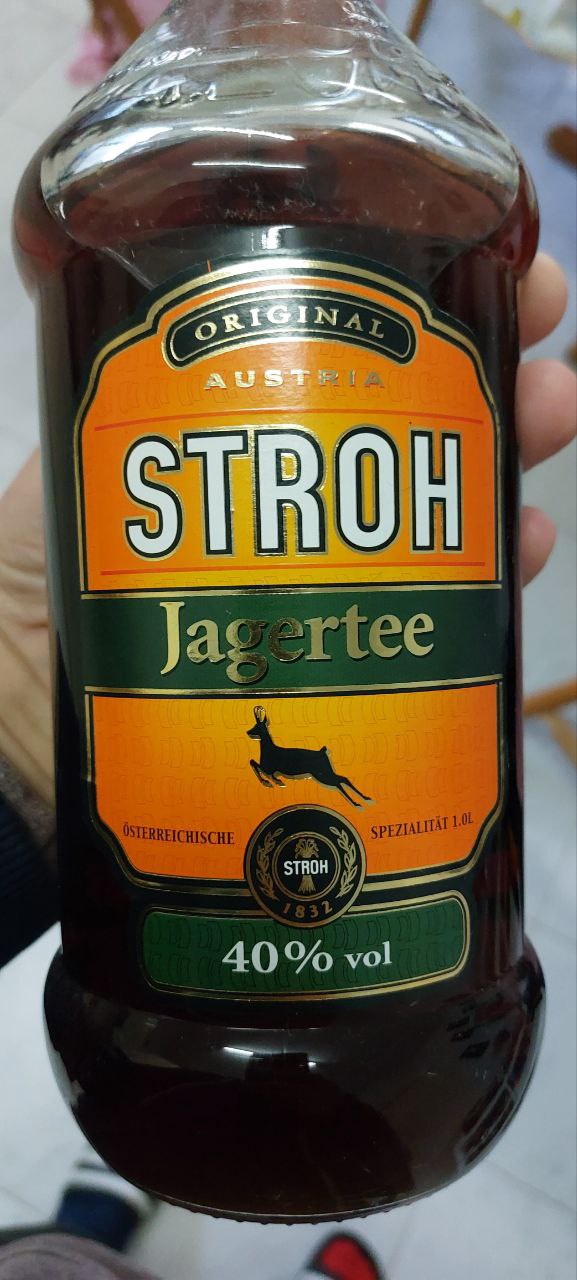 ORIGINAL
AUSTRIA
STROH
Jagertee
ÖSTERREICHISCHE SPEZIALITÄT 1.0L
STROH
1832
40% vol